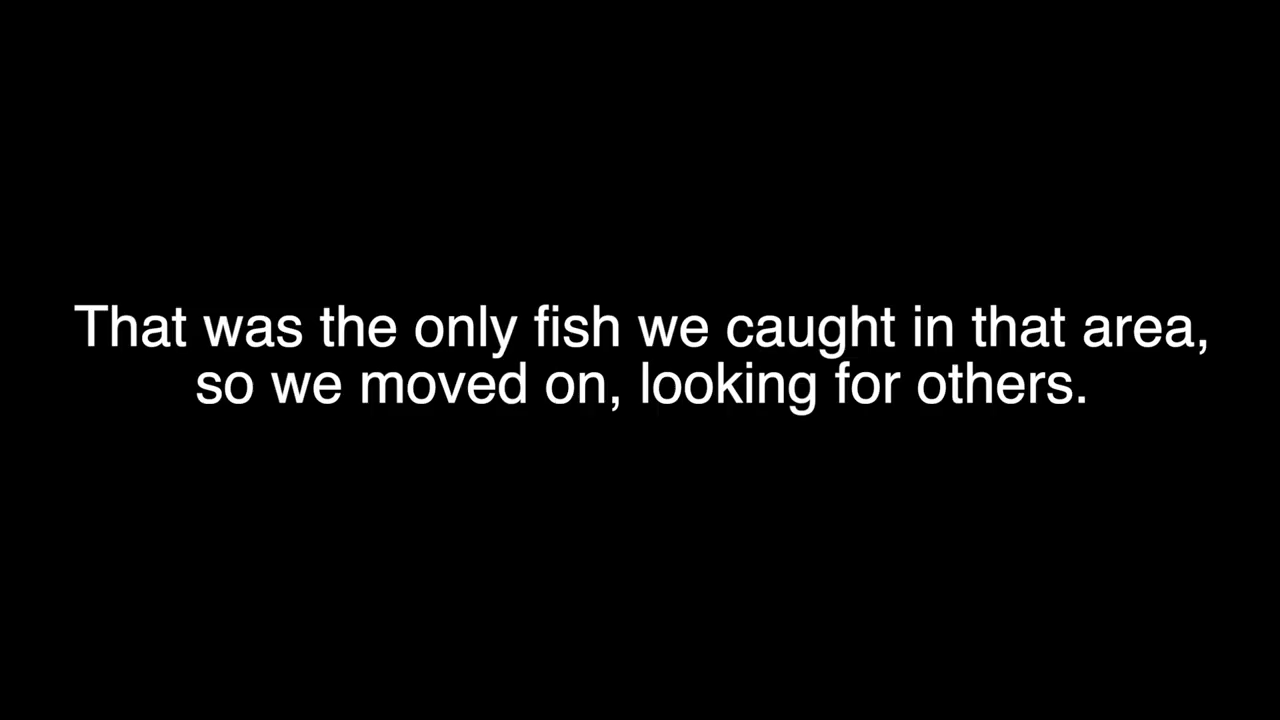 That was the only fish we caught in that area,
so we moved on, looking for others.